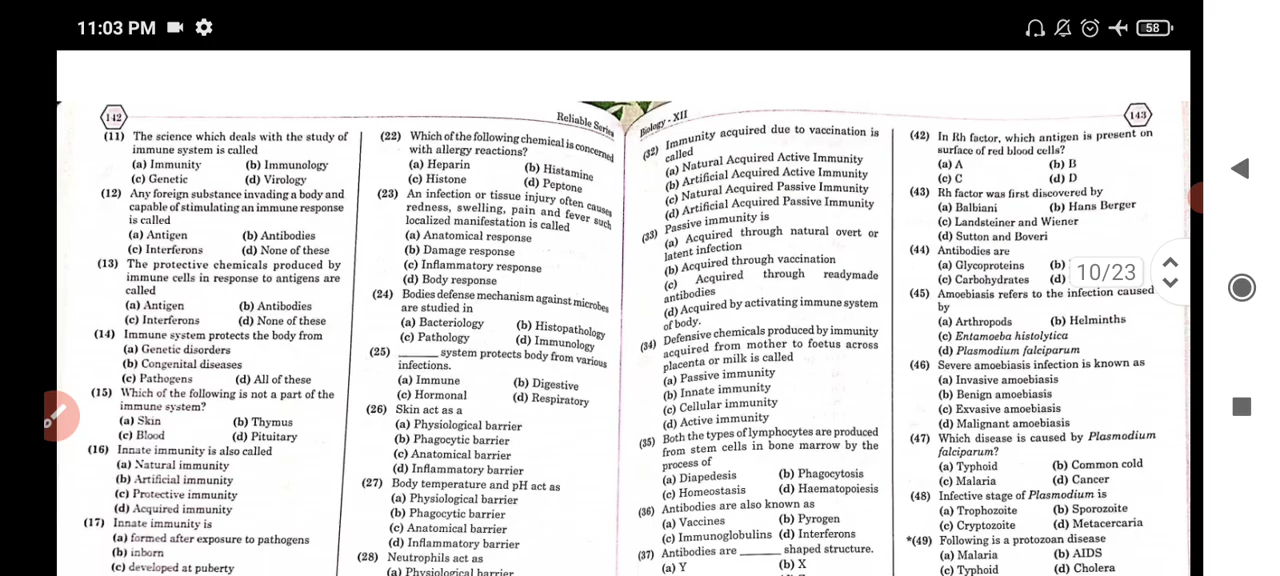 11:03 PM
58
142
Reliable Series
(11) The science which deals with the study of
immune system is called
(a) Immunity (b) Immunology
(c) Genetic (d) Virology
(12) Any foreign substance invading a body and
capable of stimulating an immune response
is called
(a) Antigen (b) Antibodies
(c) Interferons (d) None of these
(13) The protective chemicals produced by
immune cells in response to antigens are
called
(a) Antigen (b) Antibodies
(c) Interferons (d) None of these
(14) Immune system protects the body from
(a) Genetic disorders
(b) Congenital diseases
(c) Pathogens (d) All of these
(15) Which of the following is not a part of the
immune system?
(a) Skin (b) Thymus
(c) Blood (d) Pituitary
(16) Innate immunity is also called
(a) Natural immunity
(b) Artificial immunity
(c) Protective immunity
(d) Acquired immunity
(17) Innate immunity is
(a) formed after exposure to pathogens
(b) inborn
(c) developed at puberty
(22) Which of the following chemical is concerned
with allergy reactions?
(a) Heparin (b) Histamine
(c) Histone (d) Peptone
(23) An infection or tissue injury often causes
redness, swelling, pain and fever such
localized manifestation is called
(a) Anatomical response
(b) Damage response
(c) Inflammatory response
(d) Body response
(24) Bodies defense mechanism against microbes
are studied in
(a) Bacteriology (b) Histopathology
(c) Pathology (d) Immunology
(25) ______ system protects body from various
infections.
(a) Immune (b) Digestive
(c) Hormonal (d) Respiratory
(26) Skin act as a
(a) Physiological barrier
(b) Phagocytic barrier
(c) Anatomical barrier
(d) Inflammatory barrier
(27) Body temperature and pH act as
(a) Physiological barrier
(b) Phagocytic barrier
(c) Anatomical barrier
(d) Inflammatory barrier
(28) Neutrophils act as
(a) Physiological barrier
Biology - XII
143
(32) Immunity acquired due to vaccination is
called
(a) Natural Acquired Active Immunity
(b) Artificial Acquired Active Immunity
(c) Natural Acquired Passive Immunity
(d) Artificial Acquired Passive Immunity
(33) Passive immunity is
(a) Acquired through natural overt or
latent infection
(b) Acquired through vaccination
(c) Acquired through readymade
antibodies
(d) Acquired by activating immune system
of body.
(34) Defensive chemicals produced by immunity
acquired from mother to foetus across
placenta or milk is called
(a) Passive immunity
(b) Innate immunity
(c) Cellular immunity
(d) Active immunity
(35) Both the types of lymphocytes are produced
from stem cells in bone marrow by the
process of
(a) Diapedesis (b) Phagocytosis
(c) Homeostasis (d) Haematopoiesis
(36) Antibodies are also known as
(a) Vaccines (b) Pyrogen
(c) Immunoglobulins (d) Interferons
(37) Antibodies are ______ shaped structure.
(a) Y (b) X
(42) In Rh factor, which antigen is present on
surface of red blood cells?
(a) A (b) B
(c) C (d) D
(43) Rh factor was first discovered by
(a) Balbiani (b) Hans Berger
(c) Landsteiner and Wiener
(d) Sutton and Boveri
(44) Antibodies are
(a) Glycoproteins (b)
(c) Carbohydrates (d)
10/23
(45) Amoebiasis refers to the infection caused
by
(a) Arthropods (b) Helminths
(c) Entamoeba histolytica
(d) Plasmodium falciparum
(46) Severe amoebiasis infection is known as
(a) Invasive amoebiasis
(b) Benign amoebiasis
(c) Exvasive amoebiasis
(d) Malignant amoebiasis
(47) Which disease is caused by Plasmodium
falciparum?
(a) Typhoid (b) Common cold
(c) Malaria (d) Cancer
(48) Infective stage of Plasmodium is
(a) Trophozoite (b) Sporozoite
(c) Cryptozoite (d) Metacercaria
*(49) Following is a protozoan disease
(a) Malaria (b) AIDS
(c) Typhoid (d) Cholera